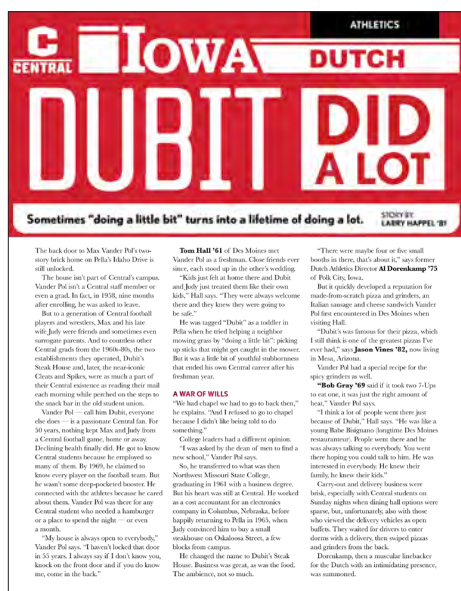 ATHLETICS
C
CENTRAL
IOWA
DUTCH
DUBIT
DID
A LOT
Sometimes "doing a little bit" turns into a lifetime of doing a lot.
STORY BY
LARRY HAPPEL '81
The back door to Max Vander Pol's two-
story brick home on Pella's Idaho Drive is
still unlocked.
The house isn't part of Central's campus.
Vander Pol isn't a Central staff member or
even a grad. In fact, in 1958, nine months
after enrolling, he was asked to leave.
But to a generation of Central football
players and wrestlers, Max and his late
wife Judy were friends and sometimes even
surrogate parents. And to countless other
Central grads from the 1960s-80s, the two
establishments they operated, Dubit's
Steak House and, later, the near-iconic
Cleats and Spikes, were as much a part of
their Central existence as reading their mail
each morning while perched on the steps to
the snack bar in the old student union.
Vander Pol — call him Dubit, everyone
else does — is a passionate Central fan. For
50 years, nothing kept Max and Judy from
a Central football game, home or away.
Declining health finally did. He got to know
Central students because he employed so
many of them. By 1969, he claimed to
know every player on the football team. But
he wasn't some deep-pocketed booster. He
connected with the athletes because he cared
about them. Vander Pol was there for any
Central student who needed a hamburger
or a place to spend the night — or even
a month.
"My house is always open to everybody,"
Vander Pol says. "I haven't locked that door
in 55 years. I always say if I don't know you,
knock on the front door and if you do know
me, come in the back."
Tom Hall '61 of Des Moines met
Vander Pol as a freshman. Close friends ever
since, each stood up in the other's wedding.
"Kids just felt at home there and Dubit
and Judy just treated them like their own
kids," Hall says. "They were always welcome
there and they knew they were going to
be safe."
He was tagged "Dubit" as a toddler in
Pella when he tried helping a neighbor
mowing grass by "doing a little bit": picking
up sticks that might get caught in the mower.
But it was a little bit of youthful stubbornness
that ended his own Central career after his
freshman year.
A WAR OF WILLS
"We had chapel we had to go to back then,"
he explains. "And I refused to go to chapel
because I didn't like being told to do
something."
College leaders had a different opinion.
"I was asked by the dean of men to find a
new school," Vander Pol says.
So, he transferred to what was then
Northwest Missouri State College,
graduating in 1961 with a business degree.
But his heart was still at Central. He worked
as a cost accountant for an electronics
company in Columbus, Nebraska, before
happily returning to Pella in 1963, when
Judy convinced him to buy a small
steakhouse on Oskaloosa Street, a few
blocks from campus.
He changed the name to Dubit's Steak
House. Business was great, as was the food.
The ambience, not so much.
"There were maybe four or five small
booths in there, that's about it," says former
Dutch Athletics Director Al Dorenkamp '75
of Polk City, Iowa.
But it quickly developed a reputation for
made-from-scratch pizza and grinders, an
Italian sausage and cheese sandwich Vander
Pol first encountered in Des Moines when
visiting Hall.
"Dubit's was famous for their pizza, which
I still think is one of the greatest pizzas I've
ever had," says Jason Vines '82, now living
in Mesa, Arizona.
Vander Pol had a special recipe for the
spicy grinders as well.
"Bob Gray '69 said if it took two 7-Ups
to eat one, it was just the right amount of
heat," Vander Pol says.
"I think a lot of people went there just
because of Dubit," Hall says. "He was like a
young Babe Bisignano (longtime Des Moines
restauranteur). People went there and he
was always talking to everybody. You went
there hoping you could talk to him. He was
interested in everybody. He knew their
family, he knew their kids."
Carry-out and delivery business were
brisk, especially with Central students on
Sunday nights when dining hall options were
sparse, but, unfortunately, also with those
who viewed the delivery vehicles as open
buffets. They waited for drivers to enter
dorms with a delivery, then swiped pizzas
and grinders from the back.
Dorenkamp, then a muscular linebacker
for the Dutch with an intimidating presence,
was summoned.